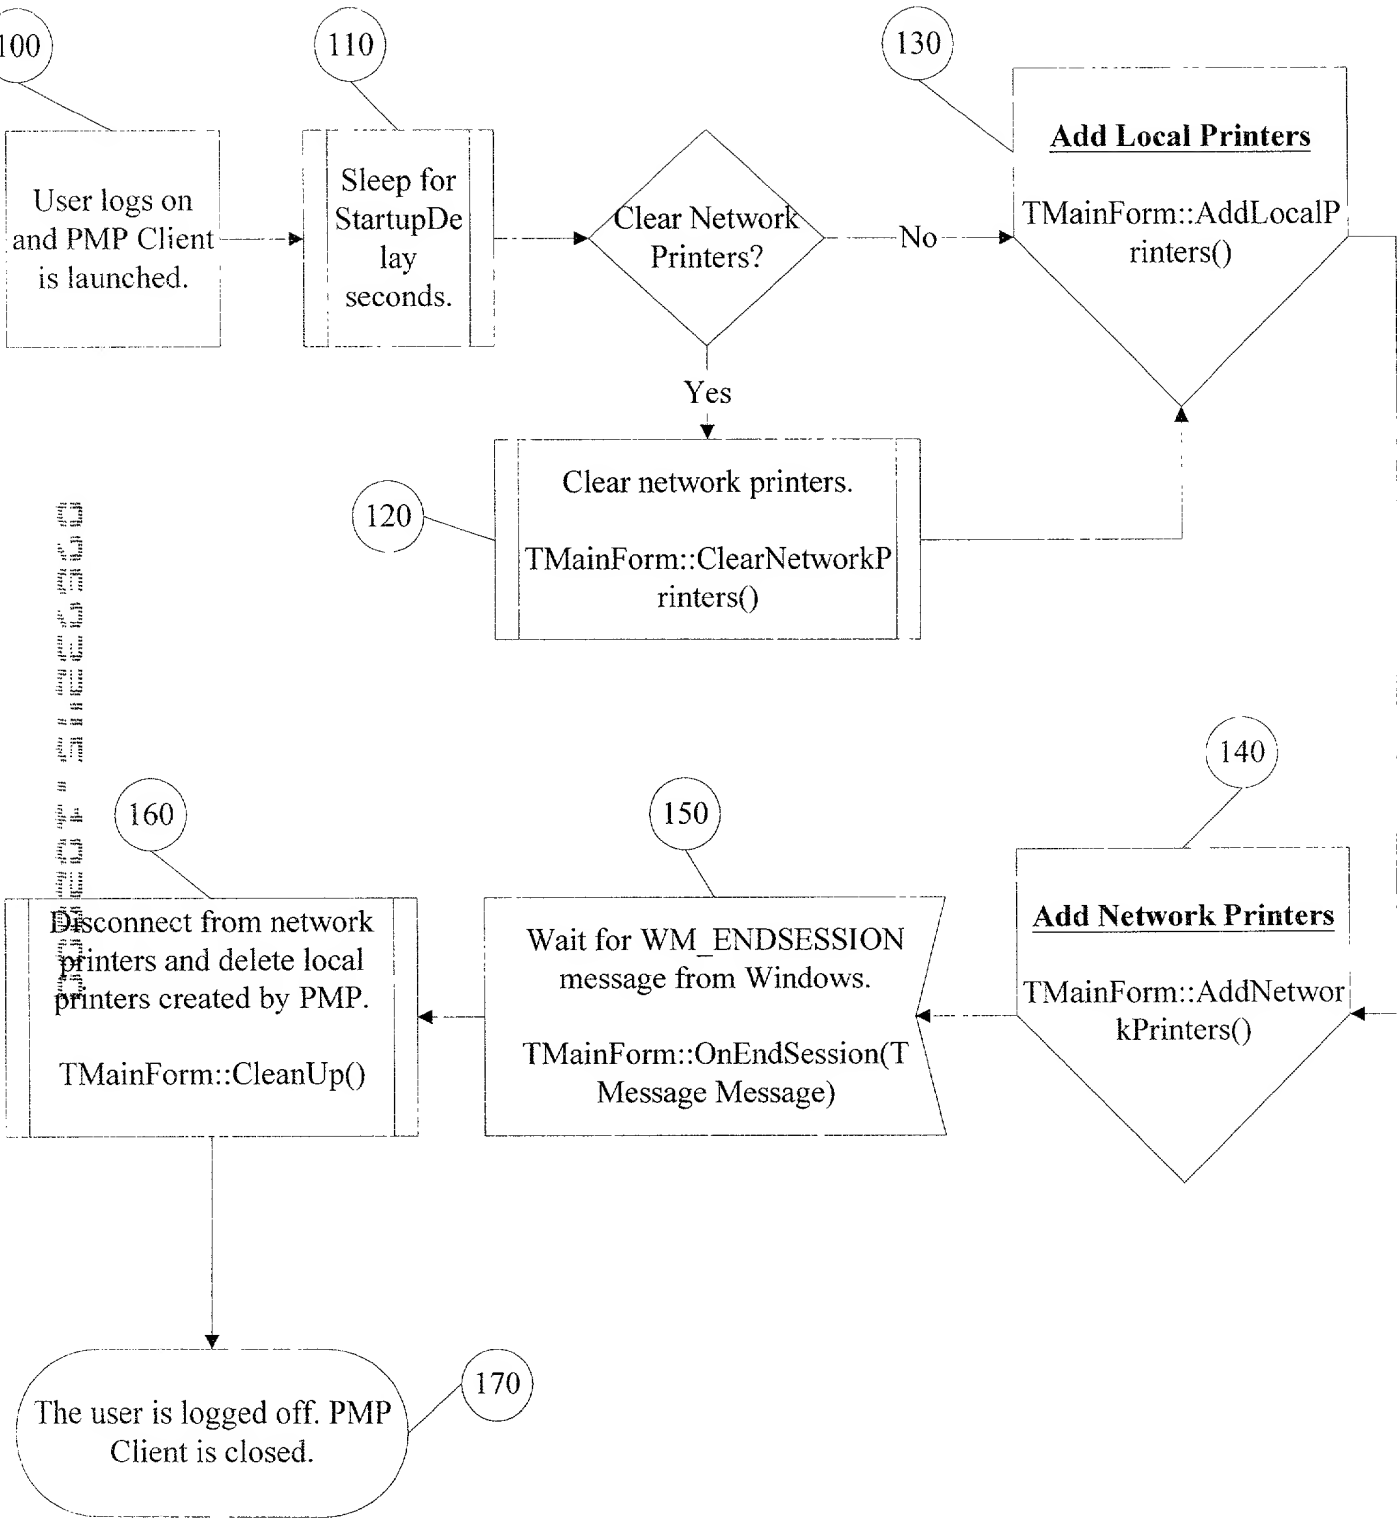 100
110
130
User logs on
and PMP Client
is launched.
Sleep for
StartupDe
lay
seconds.
Clear Network
Printers?
No
Add Local Printers
TMainForm::AddLocalP
rinters()
Yes
120
Clear network printers.
TMainForm::ClearNetworkP
rinters()
140
Add Network Printers
TMainForm::AddNetwor
kPrinters()
150
Wait for WM_ENDSESSION
message from Windows.
TMainForm::OnEndSession(T
Message Message)
160
Disconnect from network
printers and delete local
printers created by PMP.
TMainForm::CleanUp()
170
The user is logged off. PMP
Client is closed.